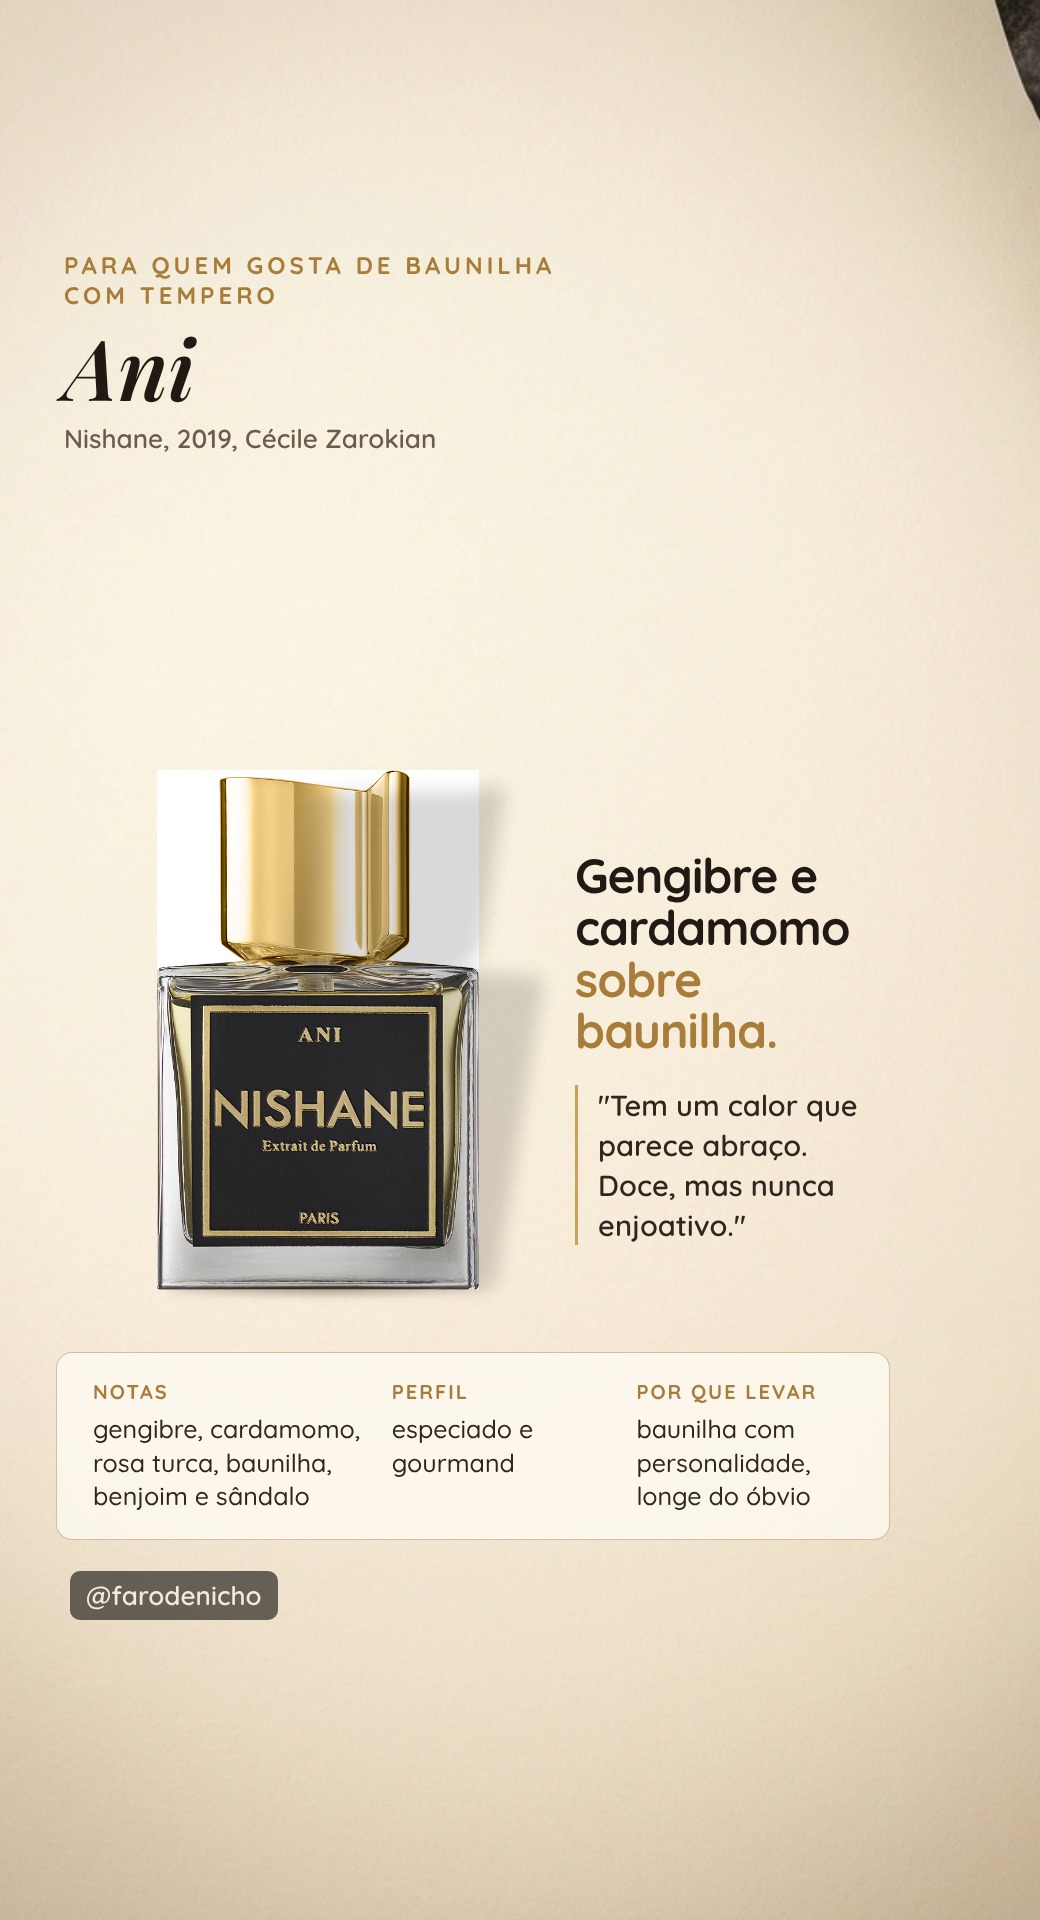 PARA QUEM GOSTA DE BAUNILHA
COM TEMPERO
Ani
Nishane, 2019, Cécile Zarokian
ANI
NISHANE
Extrait de Parfum
PARIS
Gengibre e
cardamomo
sobre
baunilha.
"Tem um calor que
parece abraço.
Doce, mas nunca
enjoativo."
NOTAS
gengibre, cardamomo,
rosa turca, baunilha,
benjoim e sândalo
PERFIL
especiado e
gourmand
POR QUE LEVAR
baunilha com
personalidade,
longe do óbvio
@farodenicho